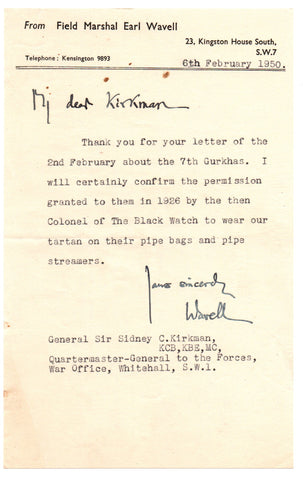 From Field Marshal Earl Wavell
23, Kingston House South,
S.W.7
Telephone: Kensington 9893
6th February 1950.
My dear Kirkman
Thank you for your letter of the
2nd February about the 7th Gurkhas. I
will certainly confirm the permission
granted to them in 1926 by the then
Colonel of The Black Watch to wear our
tartan on their pipe bags and pipe
streamers.
Yours sincerely
Wavell
General Sir Sidney C.Kirkman,
KCB,KBE,MC,
Quartermaster-General to the Forces,
War Office, Whitehall, S.W.1.